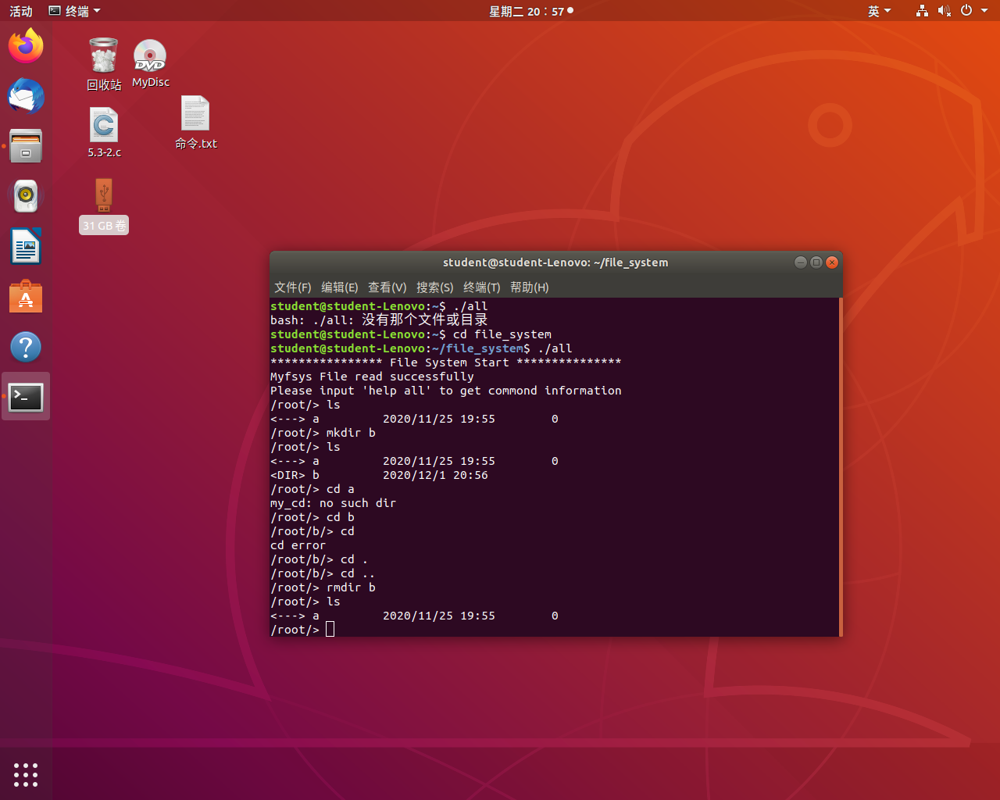 活动 终端 星期二 20∶57 英
回收站
MyDisc
5.3-2.c
命令.txt
31 GB 卷
student@student-Lenovo: ~/file_system
文件(F) 编辑(E) 查看(V) 搜索(S) 终端(T) 帮助(H)
student@student-Lenovo:~$ ./all
bash: ./all: 没有那个文件或目录
student@student-Lenovo:~$ cd file_system
student@student-Lenovo:~/file_system$ ./all
**************** File System Start ***************
Myfsys File read successfully
Please input 'help all' to get commond information
/root/> ls
<---> a         2020/11/25 19:55        0
/root/> mkdir b
/root/> ls
<---> a         2020/11/25 19:55        0
<DIR> b         2020/12/1 20:56
/root/> cd a
my_cd: no such dir
/root/> cd b
/root/b/> cd
cd error
/root/b/> cd .
/root/b/> cd ..
/root/> rmdir b
/root/> ls
<---> a         2020/11/25 19:55        0
/root/>